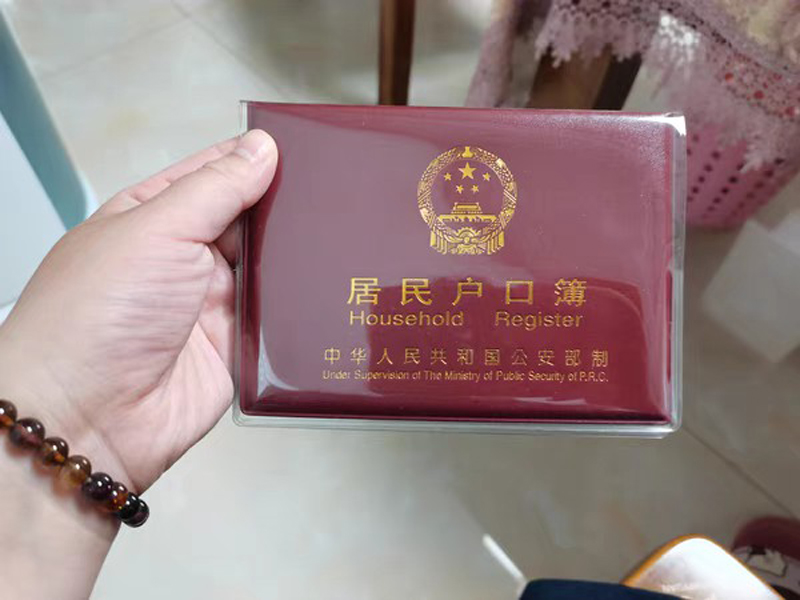 居民户口簿
Household Register
中华人民共和国公安部制
Under Supervision of The Ministry of Public Security of P.R.C.